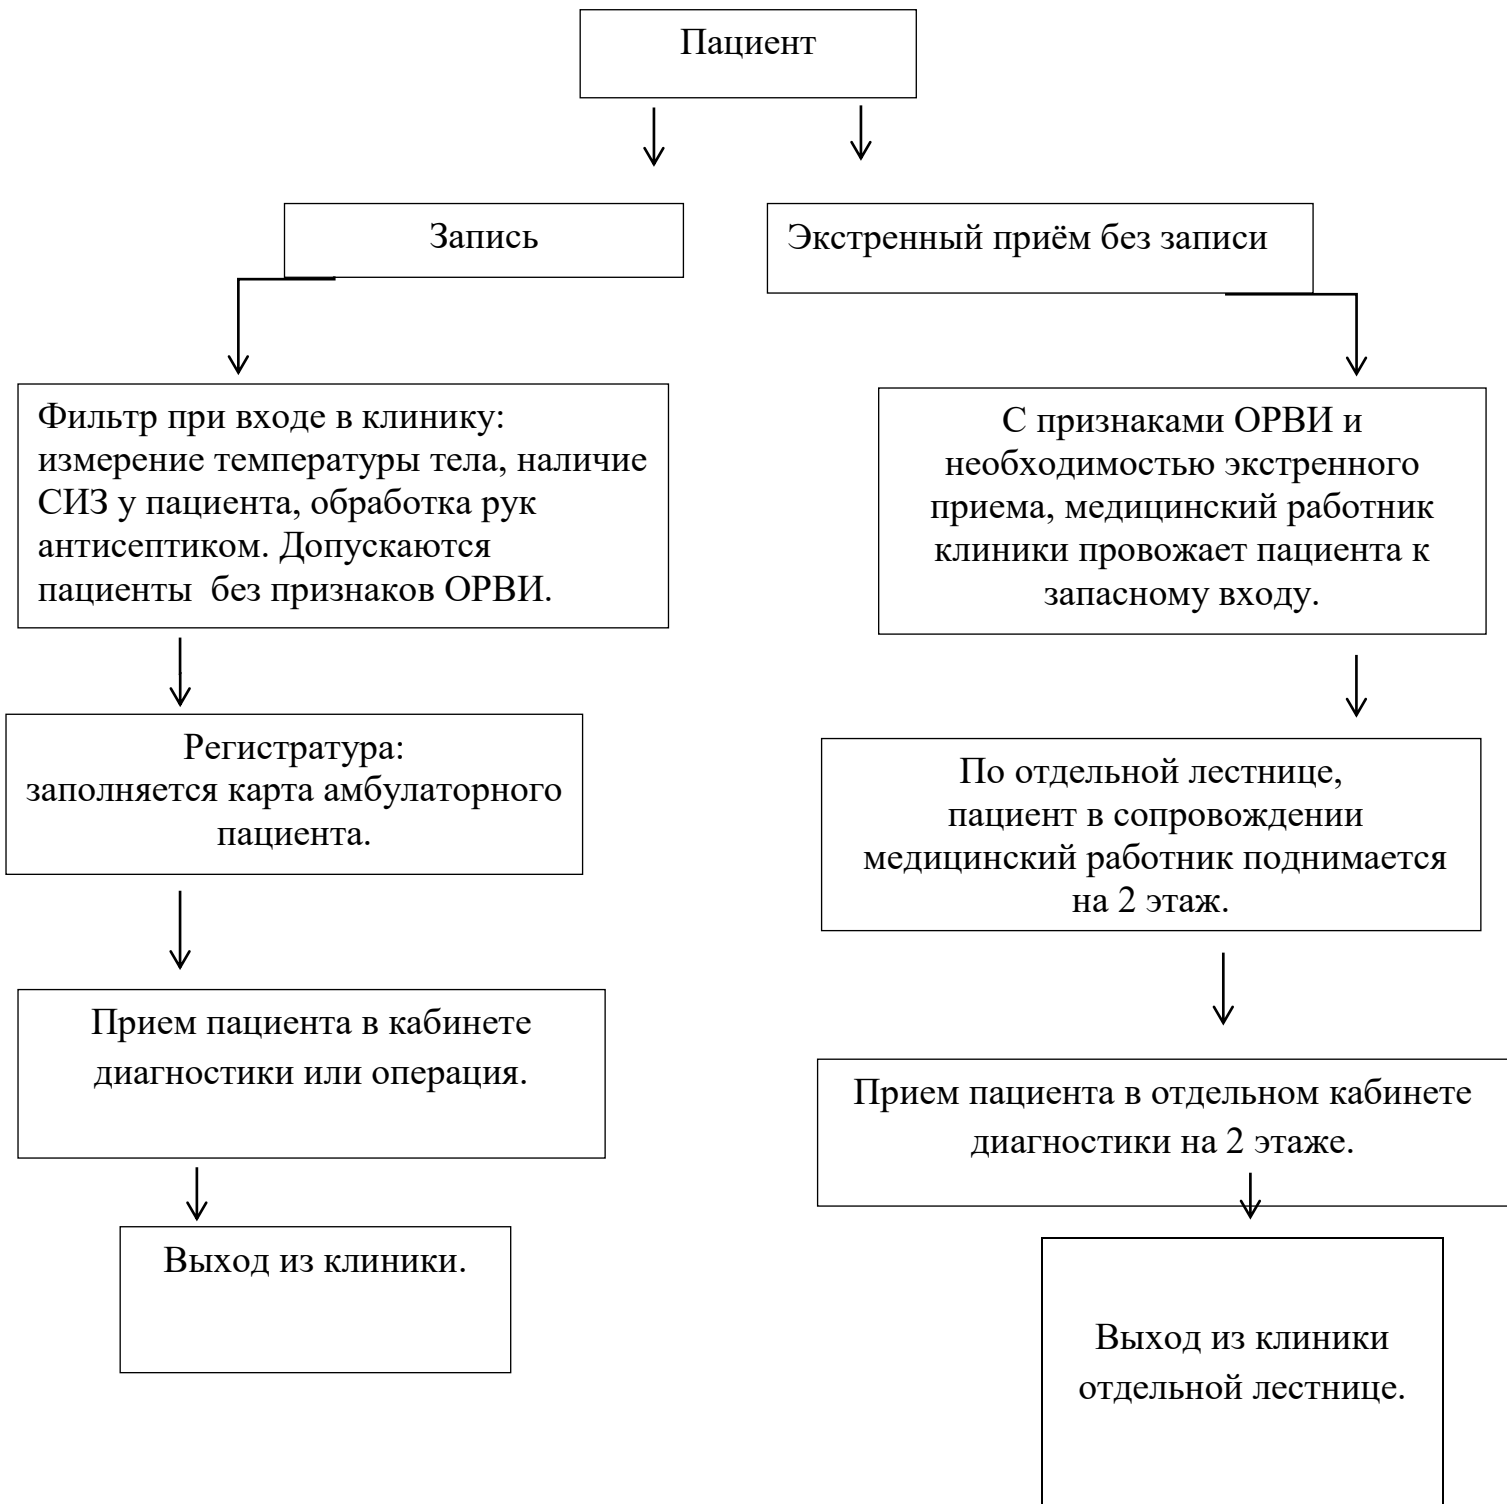 Пациент
Запись
Экстренный приём без записи
Фильтр при входе в клинику:
измерение температуры тела, наличие
СИЗ у пациента, обработка рук
антисептиком. Допускаются
пациенты  без признаков ОРВИ.
С признаками ОРВИ и
необходимостью экстренного
приема, медицинский работник
клиники провожает пациента к
запасному входу.
Регистратура:
заполняется карта амбулаторного
пациента.
По отдельной лестнице,
пациент в сопровождении
медицинский работник поднимается
на 2 этаж.
Прием пациента в кабинете
диагностики или операция.
Прием пациента в отдельном кабинете
диагностики на 2 этаже.
Выход из клиники.
Выход из клиники
отдельной лестнице.